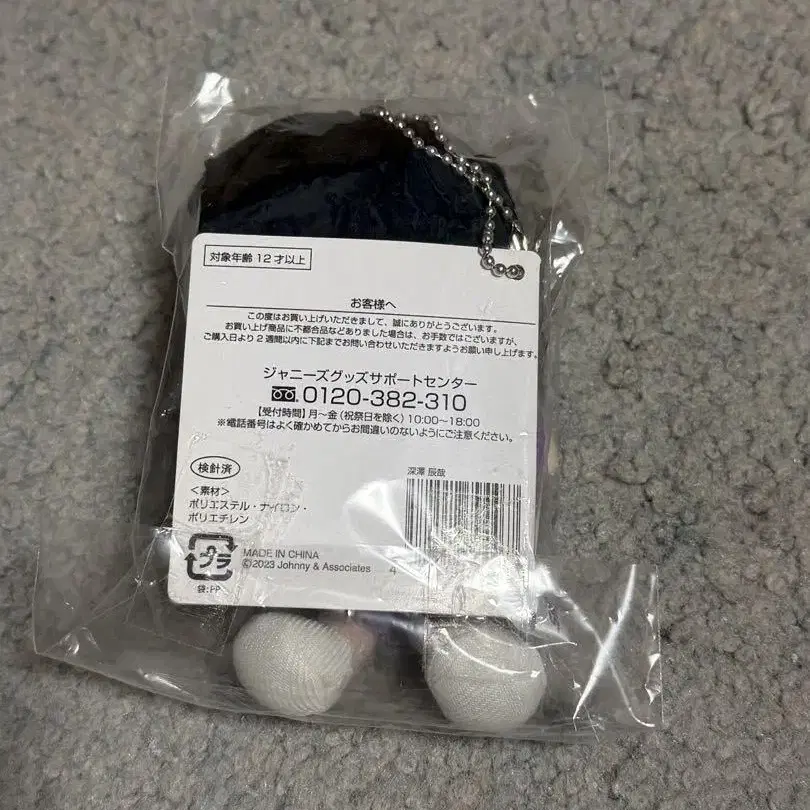 対象年齢 12才以上
お客様へ
この度はお買い上げいただきまして、誠にありがとうございます。
お買い上げ商品に不都合品などありました場合は、お手数ではございますが、
ご購入日より2週間以内に下記までお問い合わせいただきますようお願い申し上げます。
ジャニーズグッズサポートセンター
0120-382-310
【受付時間】月〜金（祝祭日を除く）10:00〜18:00
※電話番号はよく確かめてからお間違いのないようにご注意ください。
検針済
深澤 辰哉
＜素材＞
ポリエステル・ナイロン・
ポリエチレン
プラ
袋:PP
MADE IN CHINA
©2023 Johnny & Associates
4